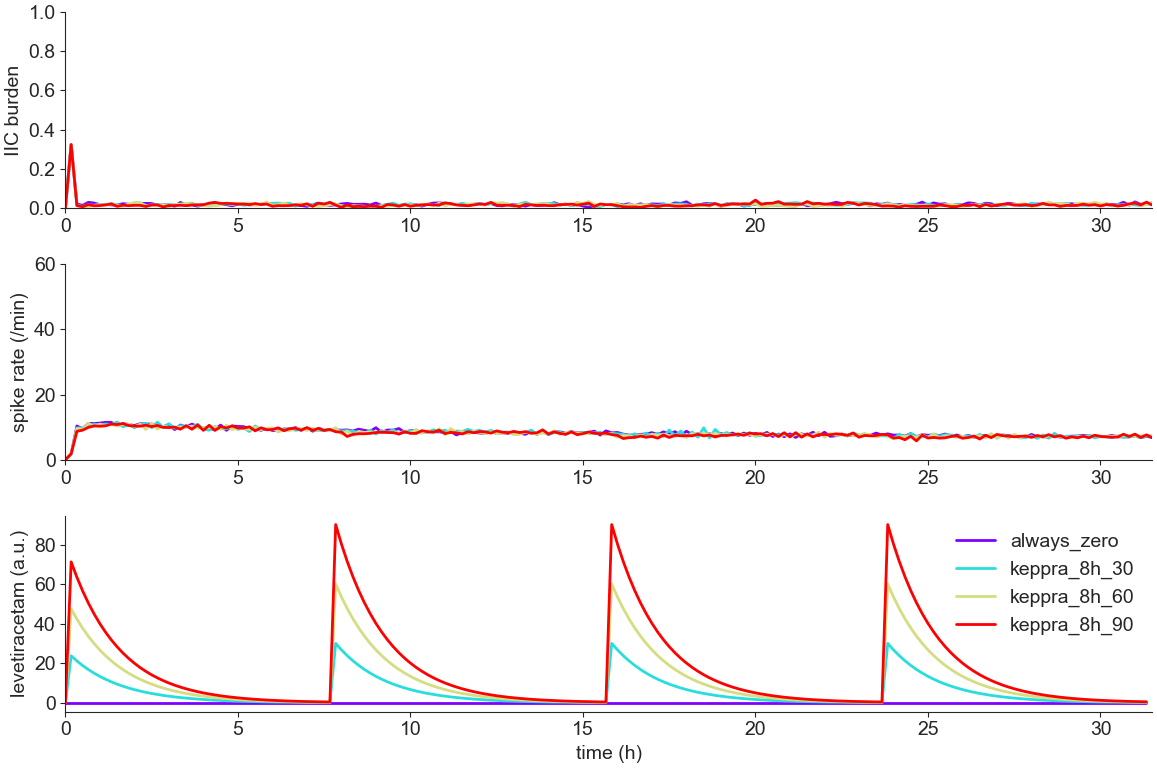 IIC burden
1.0
0.8
0.6
0.4
0.2
0.0
0 5 10 15 20 25 30
spike rate (/min)
60
40
20
0
0 5 10 15 20 25 30
levetiracetam (a.u.)
80
60
40
20
0
always_zero
keppra_8h_30
keppra_8h_60
keppra_8h_90
0 5 10 15 20 25 30
time (h)